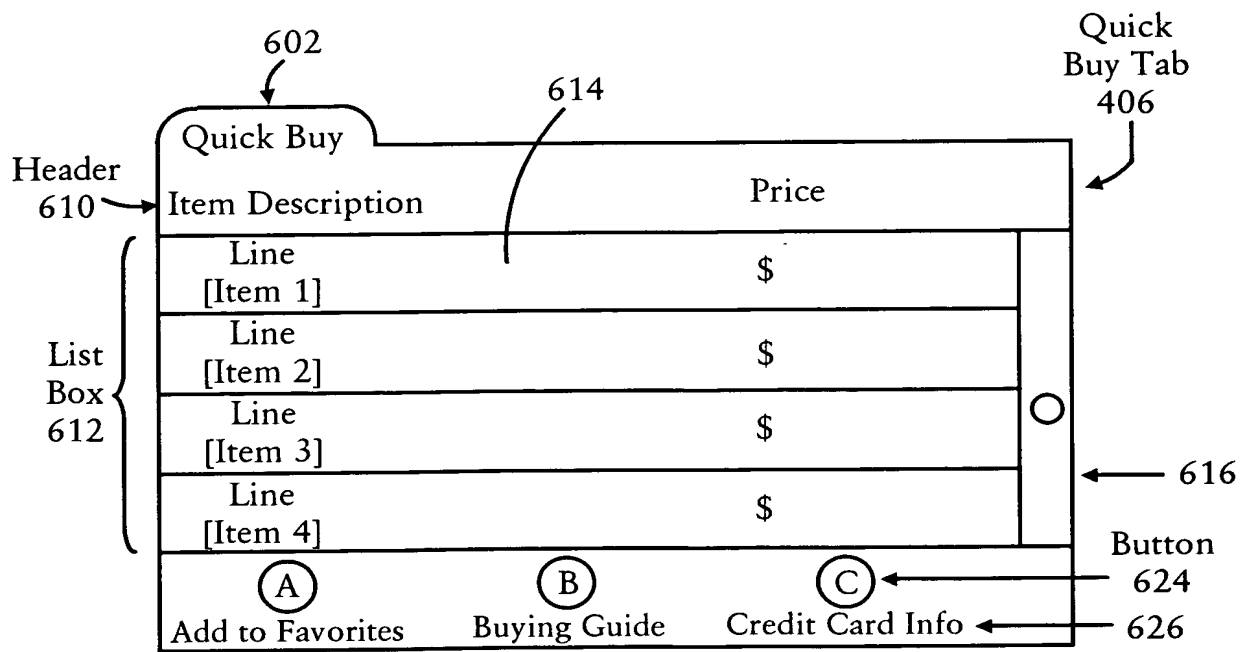 602
Quick
Buy Tab
406
614
Quick Buy
Header
610
Item Description
Price
Line
[Item 1]
$
Line
[Item 2]
$
List
Box
612
Line
[Item 3]
$
Line
[Item 4]
$
616
Button
624
A
B
C
Add to Favorites
Buying Guide
Credit Card Info
626